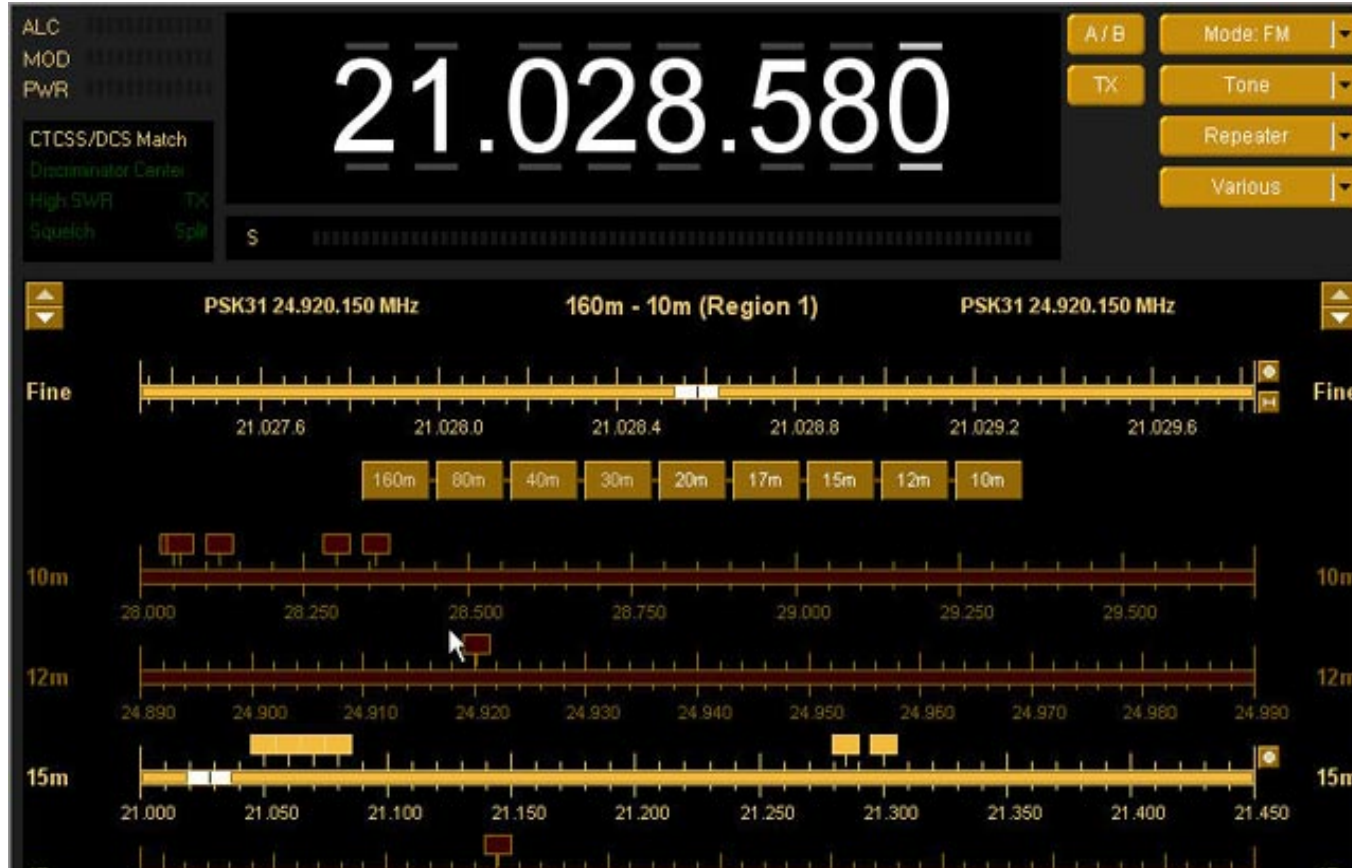 ALC
MOD
PWR
21.028.580
A / B
Mode: FM
TX
Tone
Repeater
Various
CTCSS/DCS Match
Discriminator Center
High SWR TX
Squelch Split
S
PSK31 24.920.150 MHz 160m - 10m (Region 1) PSK31 24.920.150 MHz
Fine Fine
21.027.6 21.028.0 21.028.4 21.028.8 21.029.2 21.029.6
160m 80m 40m 30m 20m 17m 15m 12m 10m
10m 10m
28.000 28.250 28.500 28.750 29.000 29.250 29.500
12m 12m
24.890 24.900 24.910 24.920 24.930 24.940 24.950 24.960 24.970 24.980 24.990
15m 15m
21.000 21.050 21.100 21.150 21.200 21.250 21.300 21.350 21.400 21.450